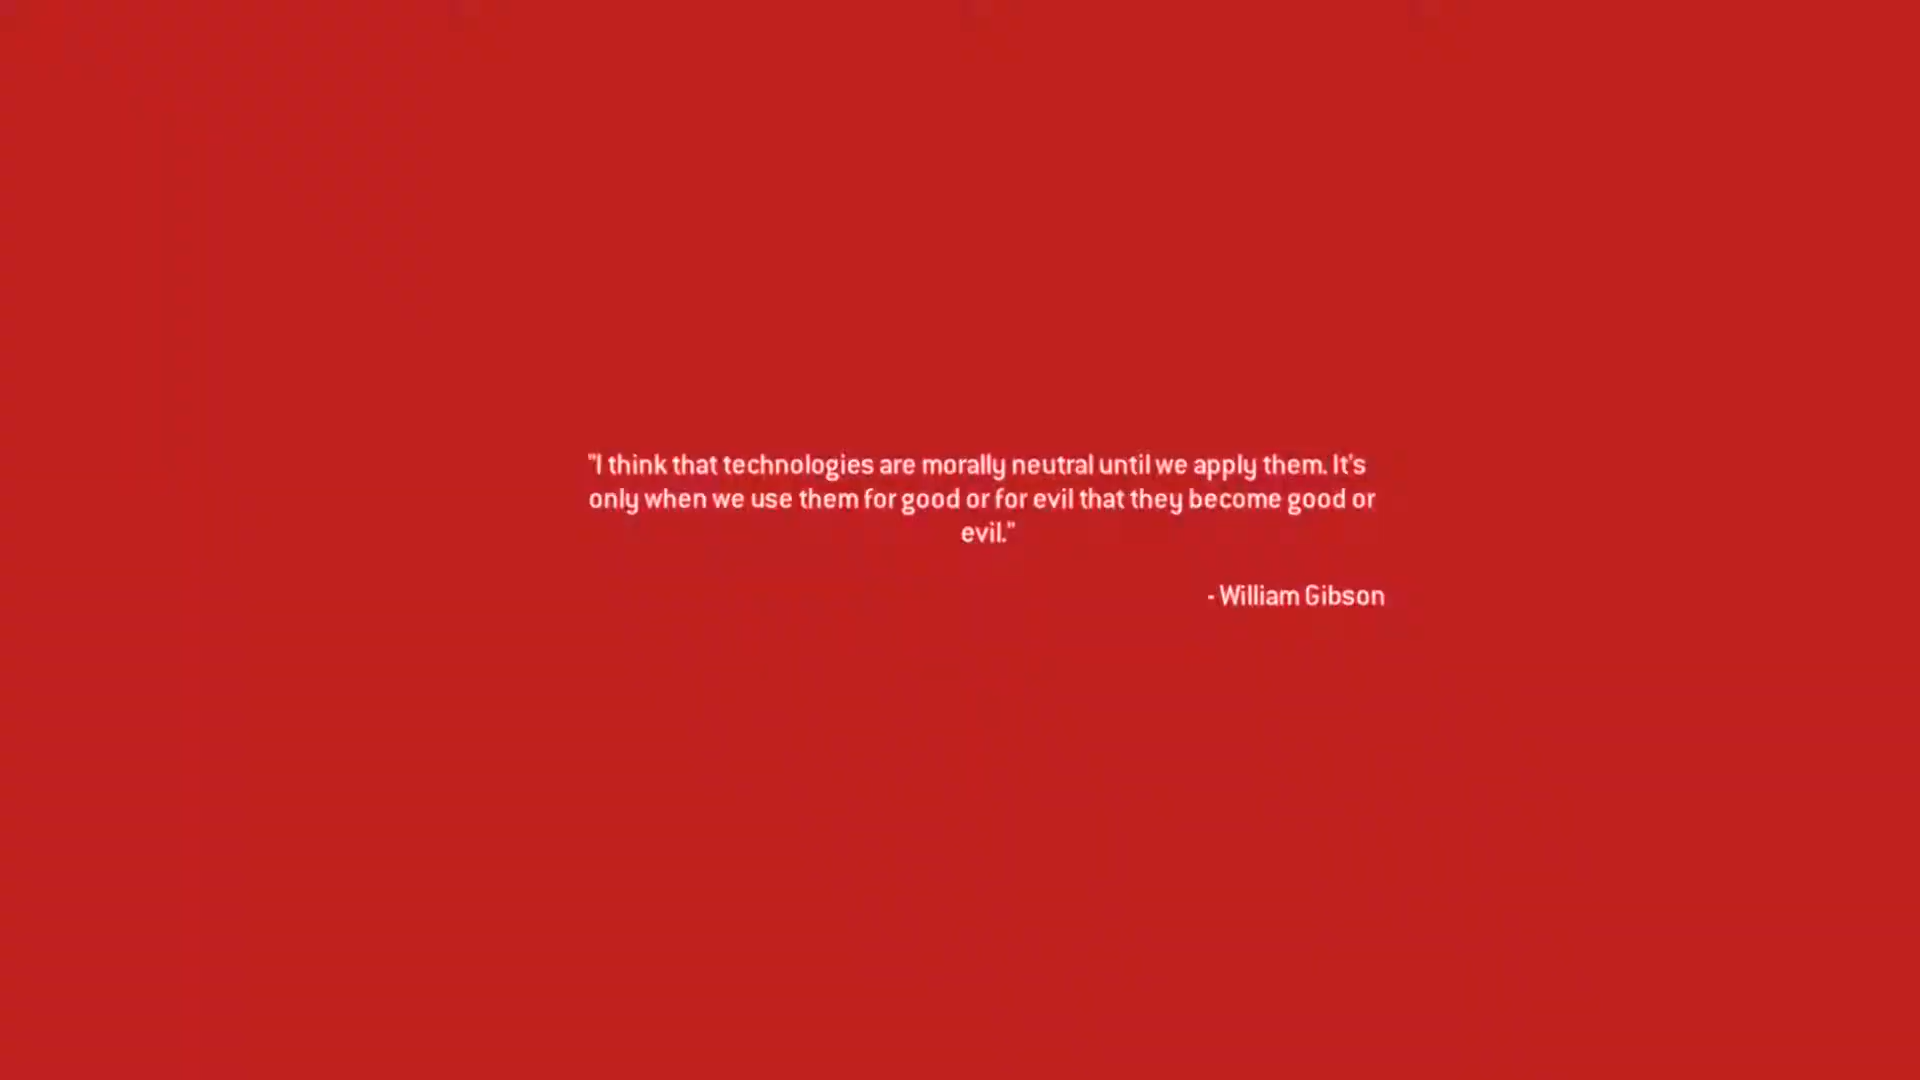 "I think that technologies are morally neutral until we apply them. It's
only when we use them for good or for evil that they become good or
evil."
- William Gibson